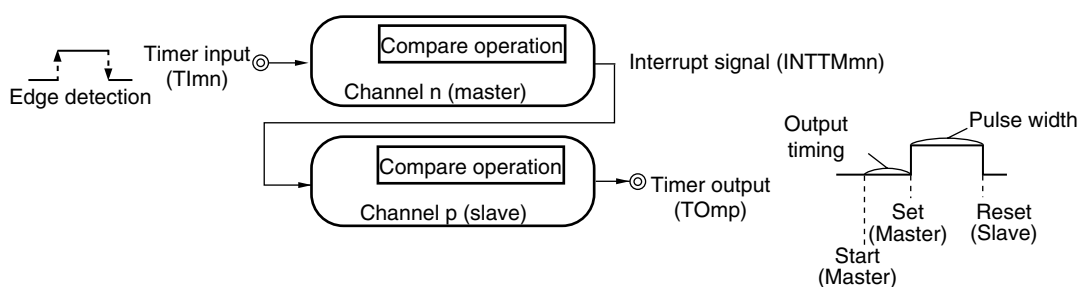 Edge detection
Timer input
(TImn)
Compare operation
Channel n (master)
Interrupt signal (INTTMmn)
Compare operation
Channel p (slave)
Timer output
(TOmp)
Output
timing
Pulse width
Set
(Master)
Reset
(Slave)
Start
(Master)